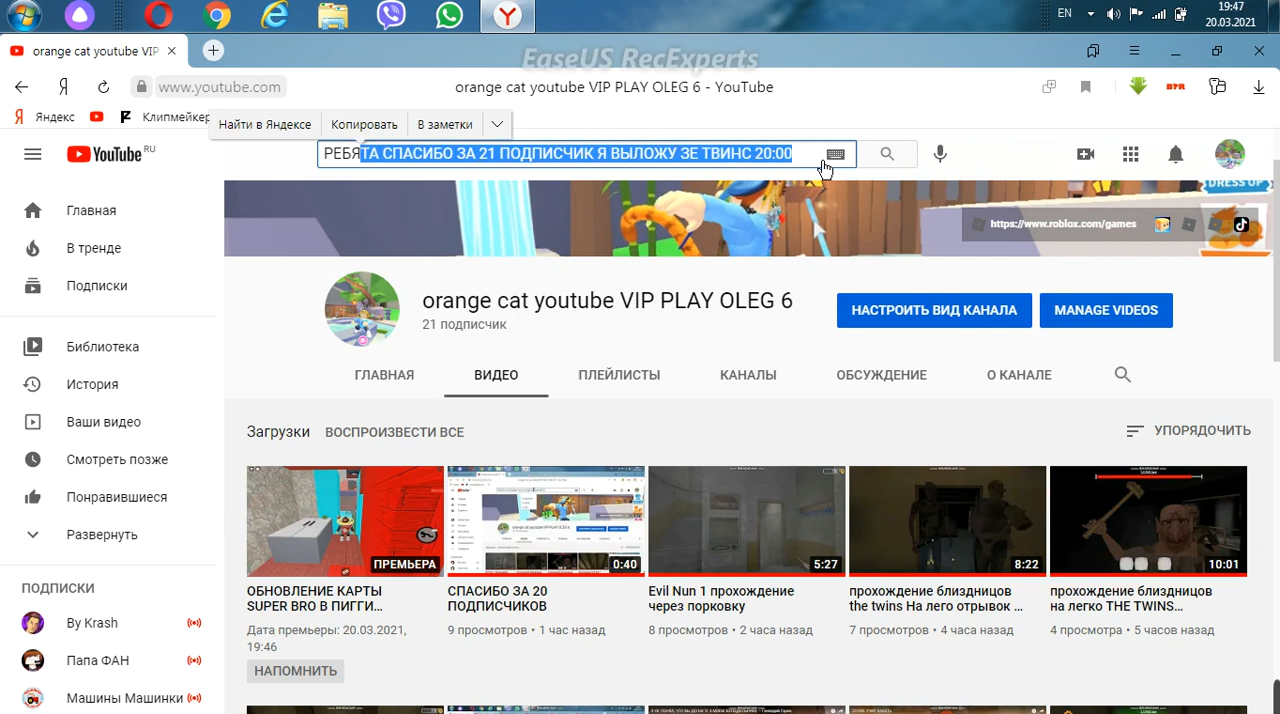 EN
19:47
20.03.2021
orange cat youtube VIP
EaseUS RecExperts
www.youtube.com
orange cat youtube VIP PLAY OLEG 6 - YouTube
Яндекс
Клипмейкер
Найти в Яндексе
Копировать
В заметки
YouTube RU
РЕБЯТА СПАСИБО ЗА 21 ПОДПИСЧИК Я ВЫЛОЖУ ЗЕ ТВИНС 20:00
Главная
В тренде
Подписки
Библиотека
История
Ваши видео
Смотреть позже
Понравившиеся
Развернуть
ПОДПИСКИ
By Krash
Папа ФАН
Машины Машинки
DRESS UP
https://www.roblox.com/games
orange cat youtube VIP PLAY OLEG 6
21 подписчик
НАСТРОИТЬ ВИД КАНАЛА
MANAGE VIDEOS
ГЛАВНАЯ
ВИДЕО
ПЛЕЙЛИСТЫ
КАНАЛЫ
ОБСУЖДЕНИЕ
О КАНАЛЕ
Загрузки
ВОСПРОИЗВЕСТИ ВСЕ
УПОРЯДОЧИТЬ
ПРЕМЬЕРА
ОБНОВЛЕНИЕ КАРТЫ
SUPER BRO В ПИГГИ...
Дата премьеры: 20.03.2021,
19:46
НАПОМНИТЬ
0:40
СПАСИБО ЗА 20
ПОДПИСЧИКОВ
9 просмотров • 1 час назад
5:27
Evil Nun 1 прохождение
через порковку
8 просмотров • 2 часа назад
8:22
прохождение близдницов
the twins На лего отрывок ...
7 просмотров • 4 часа назад
10:01
прохождение близдницов
на легко THE TWINS...
4 просмотра • 5 часов назад